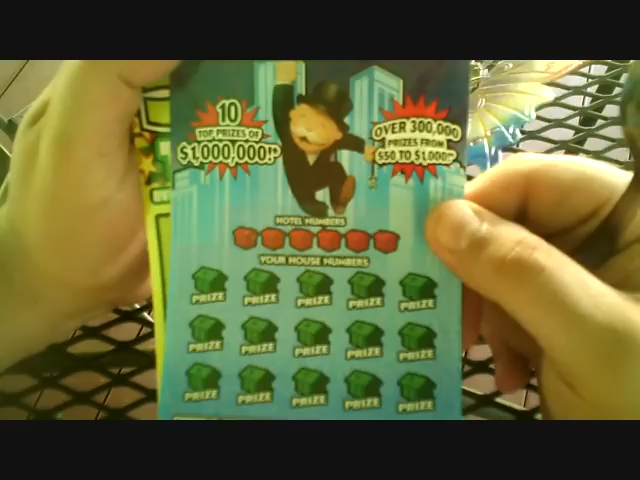 10
TOP PRIZES OF
$1,000,000!*
OVER 300,000
PRIZES FROM
$50 TO $1,000!*
HOTEL NUMBERS
YOUR HOUSE NUMBERS
PRIZE PRIZE PRIZE PRIZE PRIZE
PRIZE PRIZE PRIZE PRIZE PRIZE
PRIZE PRIZE PRIZE PRIZE PRIZE